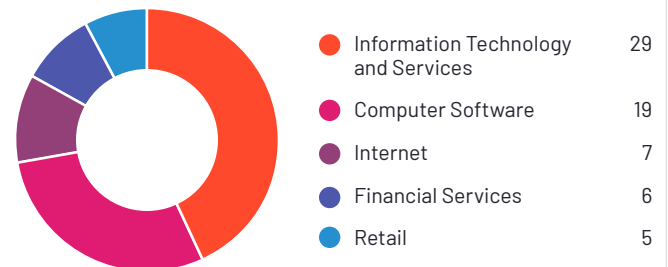 Information Technology 29
and Services
Computer Software 19
Internet 7
Financial Services 6
Retail 5